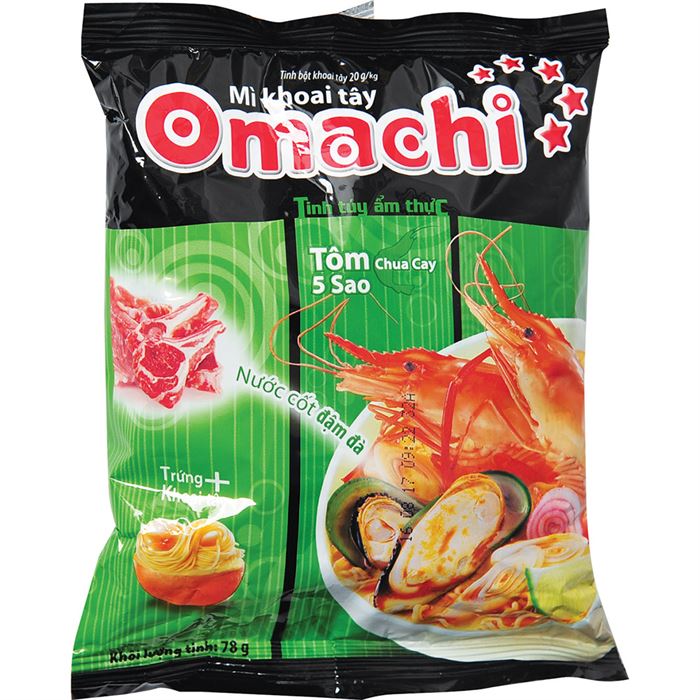 Tinh bột khoai tây 20 g/kg
Mì khoai tây
Omachi
Tinh túy ẩm thực
Tôm Chua Cay
5 Sao
Nước cốt đậm đà
Trứng +
Khối lượng tịnh: 78 g